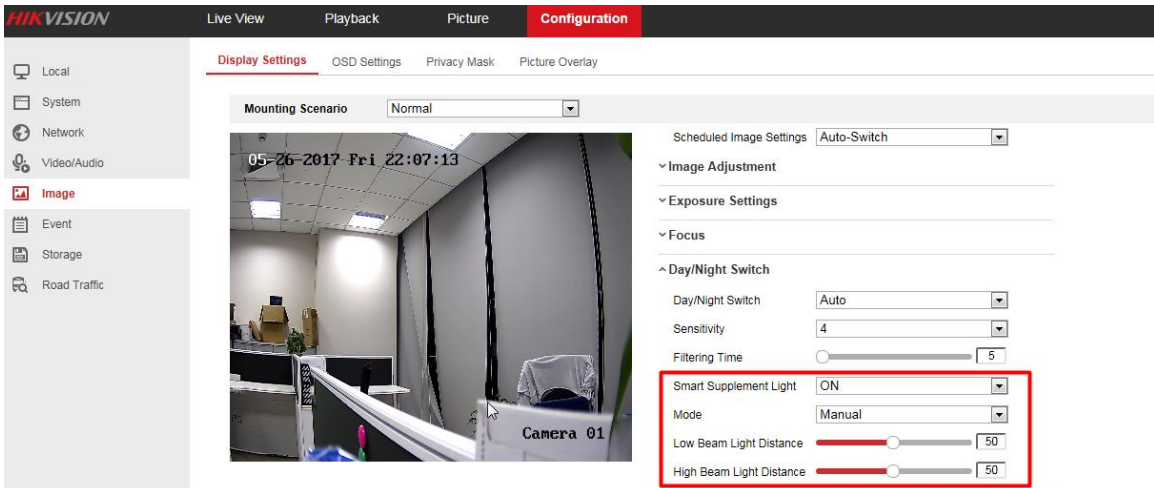 HIKVISION
Live View Playback Picture Configuration
Local
System
Network
Video/Audio
Image
Event
Storage
Road Traffic
Display Settings OSD Settings Privacy Mask Picture Overlay
Mounting Scenario Normal
05-26-2017 Fri 22:07:13
Camera 01
Scheduled Image Settings Auto-Switch
Image Adjustment
Exposure Settings
Focus
Day/Night Switch
Day/Night Switch Auto
Sensitivity 4
Filtering Time 5
Smart Supplement Light ON
Mode Manual
Low Beam Light Distance 50
High Beam Light Distance 50